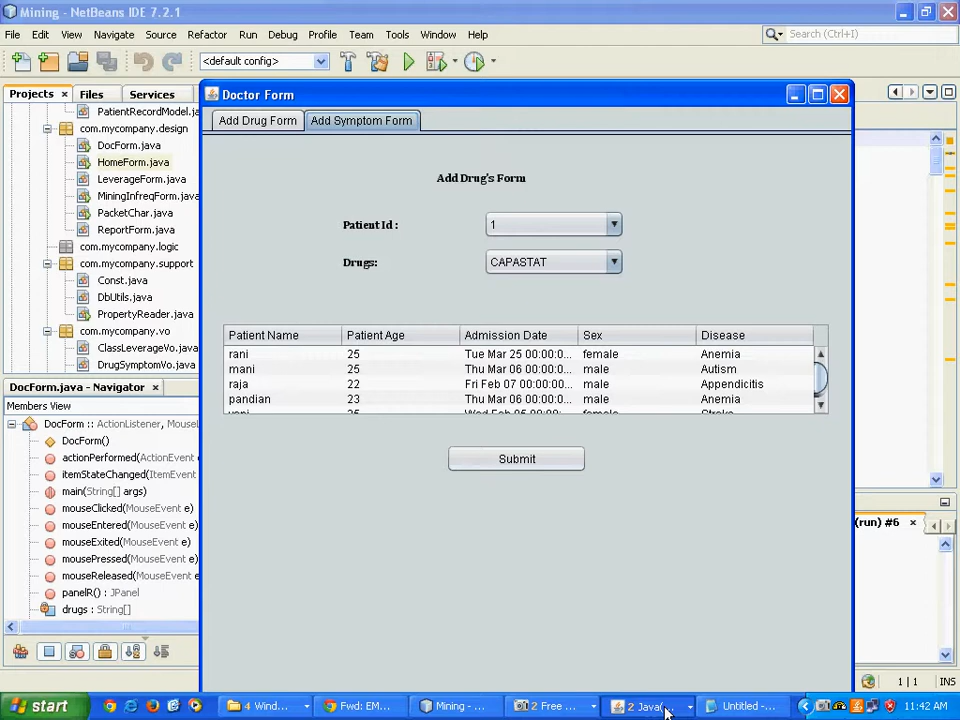 Mining - NetBeans IDE 7.2.1
File Edit View Navigate Source Refactor Run Debug Profile Team Tools Window Help
Search (Ctrl+I)
<default config>
Projects Files Services
PatientRecordModel.ja
com.mycompany.design
DocForm.java
HomeForm.java
LeverageForm.java
MiningInfreqForm.java
PacketChar.java
ReportForm.java
com.mycompany.logic
com.mycompany.support
Const.java
DbUtils.java
PropertyReader.java
com.mycompany.vo
ClassLeverageVo.java
DrugSymptomVo.java
DocForm.java - Navigator
Members View
DocForm :: ActionListener, MouseL
DocForm()
actionPerformed(ActionEvent e
itemStateChanged(ItemEvent
main(String[] args)
mouseClicked(MouseEvent e)
mouseEntered(MouseEvent e)
mouseExited(MouseEvent e)
mousePressed(MouseEvent e)
mouseReleased(MouseEvent e
panelR() : JPanel
drugs : String[]
Doctor Form
Add Drug Form Add Symptom Form
Add Drug's Form
Patient Id : 1
Drugs: CAPASTAT
Patient Name Patient Age Admission Date Sex Disease
rani 25 Tue Mar 25 00:00:0... female Anemia
mani 25 Thu Mar 06 00:00:0... male Autism
raja 22 Fri Feb 07 00:00:00... male Appendicitis
pandian 23 Thu Mar 06 00:00:0... male Anemia
Submit
(run) #6
1 | 1 INS
start 4 Wind... Fwd: EM... Mining - ... 2 Free ... 2 Java(... Untitled -... 11:42 AM